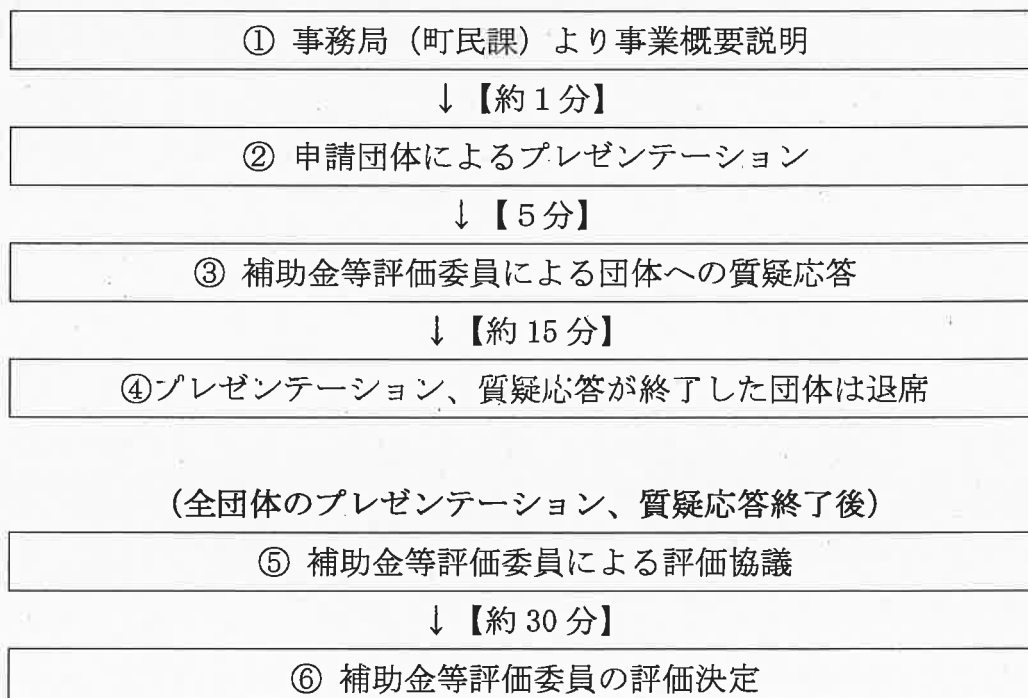 ① 事務局（町民課）より事業概要説明
↓【約１分】
② 申請団体によるプレゼンテーション
↓【５分】
③ 補助金等評価委員による団体への質疑応答
↓【約 15 分】
④プレゼンテーション、質疑応答が終了した団体は退席
（全団体のプレゼンテーション、質疑応答終了後）
⑤ 補助金等評価委員による評価協議
↓【約 30 分】
⑥ 補助金等評価委員の評価決定